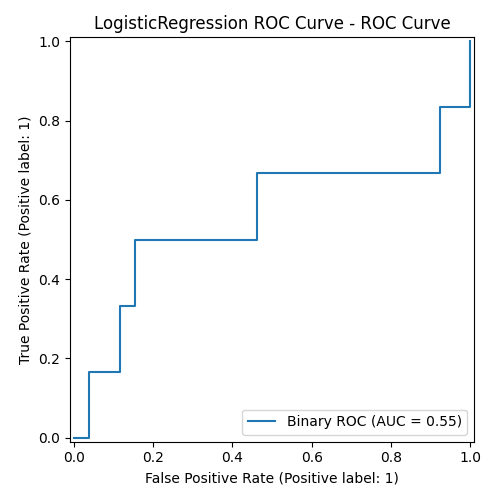 LogisticRegression ROC Curve - ROC Curve
1.0
0.8
0.6
0.4
0.2
0.0
True Positive Rate (Positive label: 1)
Binary ROC (AUC = 0.55)
0.0 0.2 0.4 0.6 0.8 1.0
False Positive Rate (Positive label: 1)